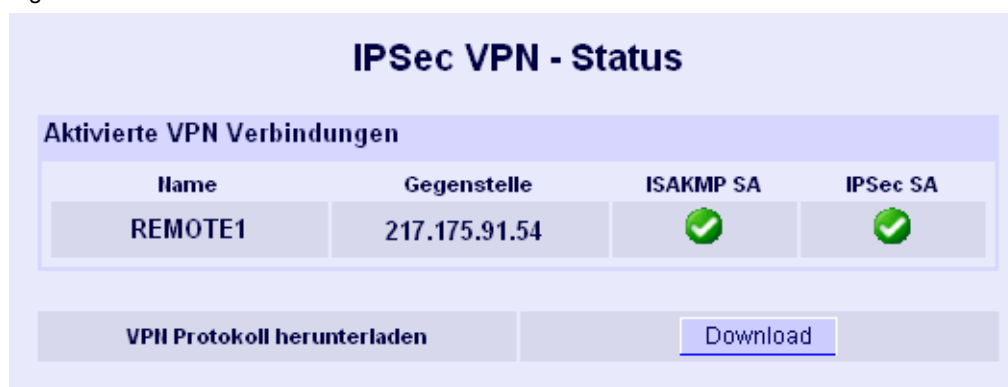 IPSec VPN - Status
Aktivierte VPN Verbindungen
Name Gegenstelle ISAKMP SA IPSec SA
REMOTE1 217.175.91.54
VPN Protokoll herunterladen Download